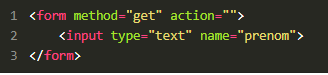 1 <form method="get" action="">
2     <input type="text" name="prenom">
3 </form>